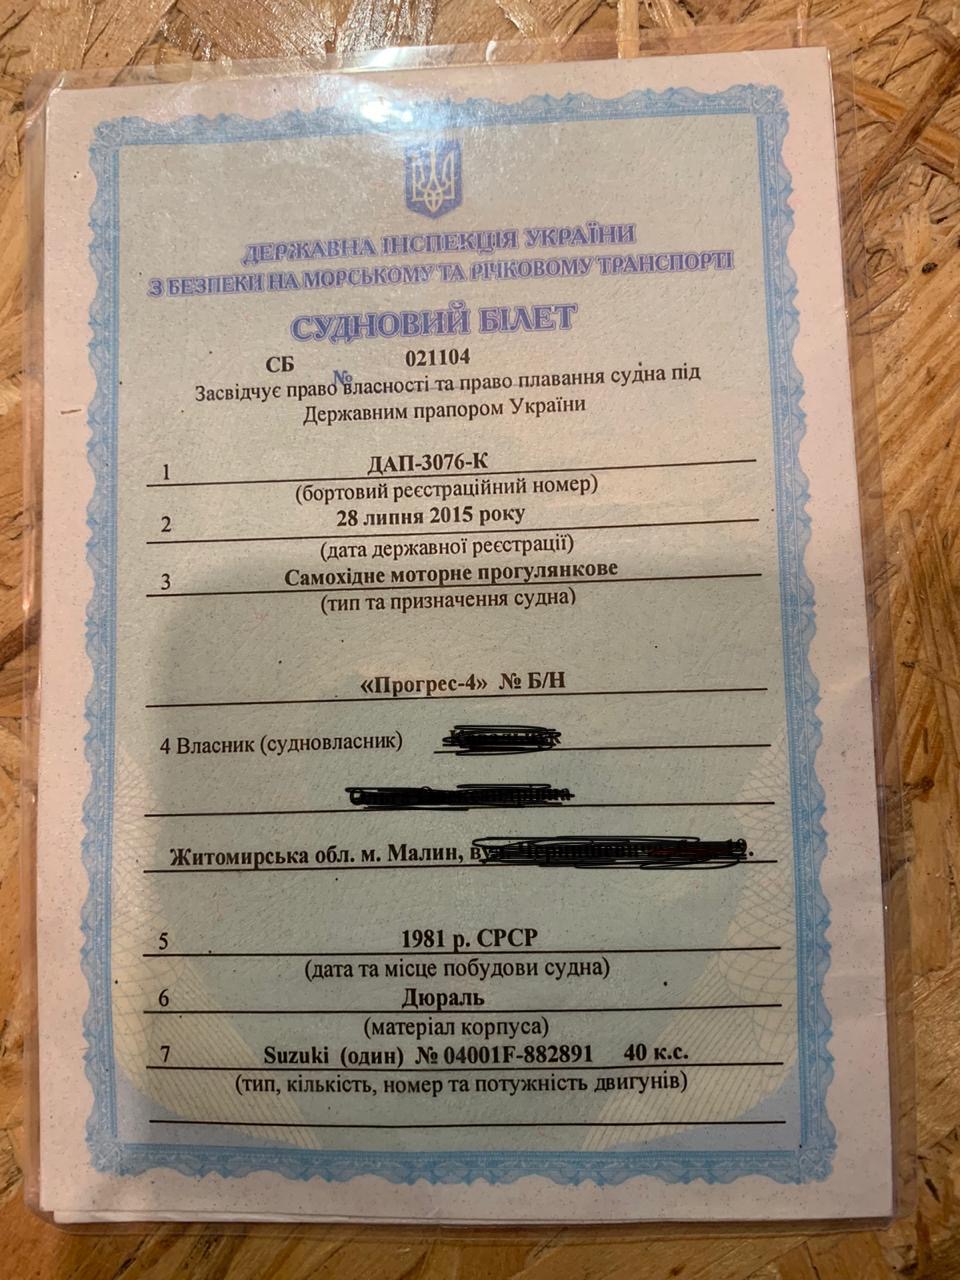 ДЕРЖАВНА ІНСПЕКЦІЯ УКРАЇНИ
З БЕЗПЕКИ НА МОРСЬКОМУ ТА РІЧКОВОМУ ТРАНСПОРТІ
СУДНОВИЙ БІЛЕТ
СБ № 021104
Засвідчує право власності та право плавання судна під
Державним прапором України
1 ДАП-3076-К
(бортовий реєстраційний номер)
2 28 липня 2015 року
(дата державної реєстрації)
3 Самохідне моторне прогулянкове
(тип та призначення судна)
«Прогрес-4» № Б/Н
4 Власник (судновласник)
Житомирська обл. м. Малин,
5 1981 р. СРСР
(дата та місце побудови судна)
6 Дюраль
(матеріал корпуса)
7 Suzuki (один) № 04001F-882891 40 к.с.
(тип, кількість, номер та потужність двигунів)